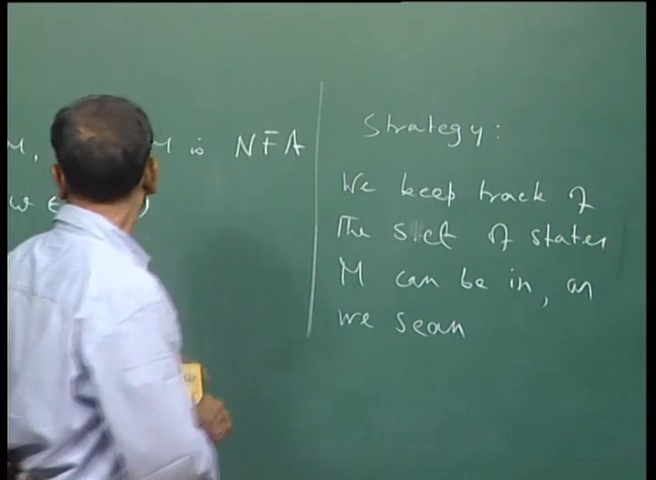 M, M is NFA
w ∈ )
Strategy:
We keep track of
The set of states
M can be in, as
we scan